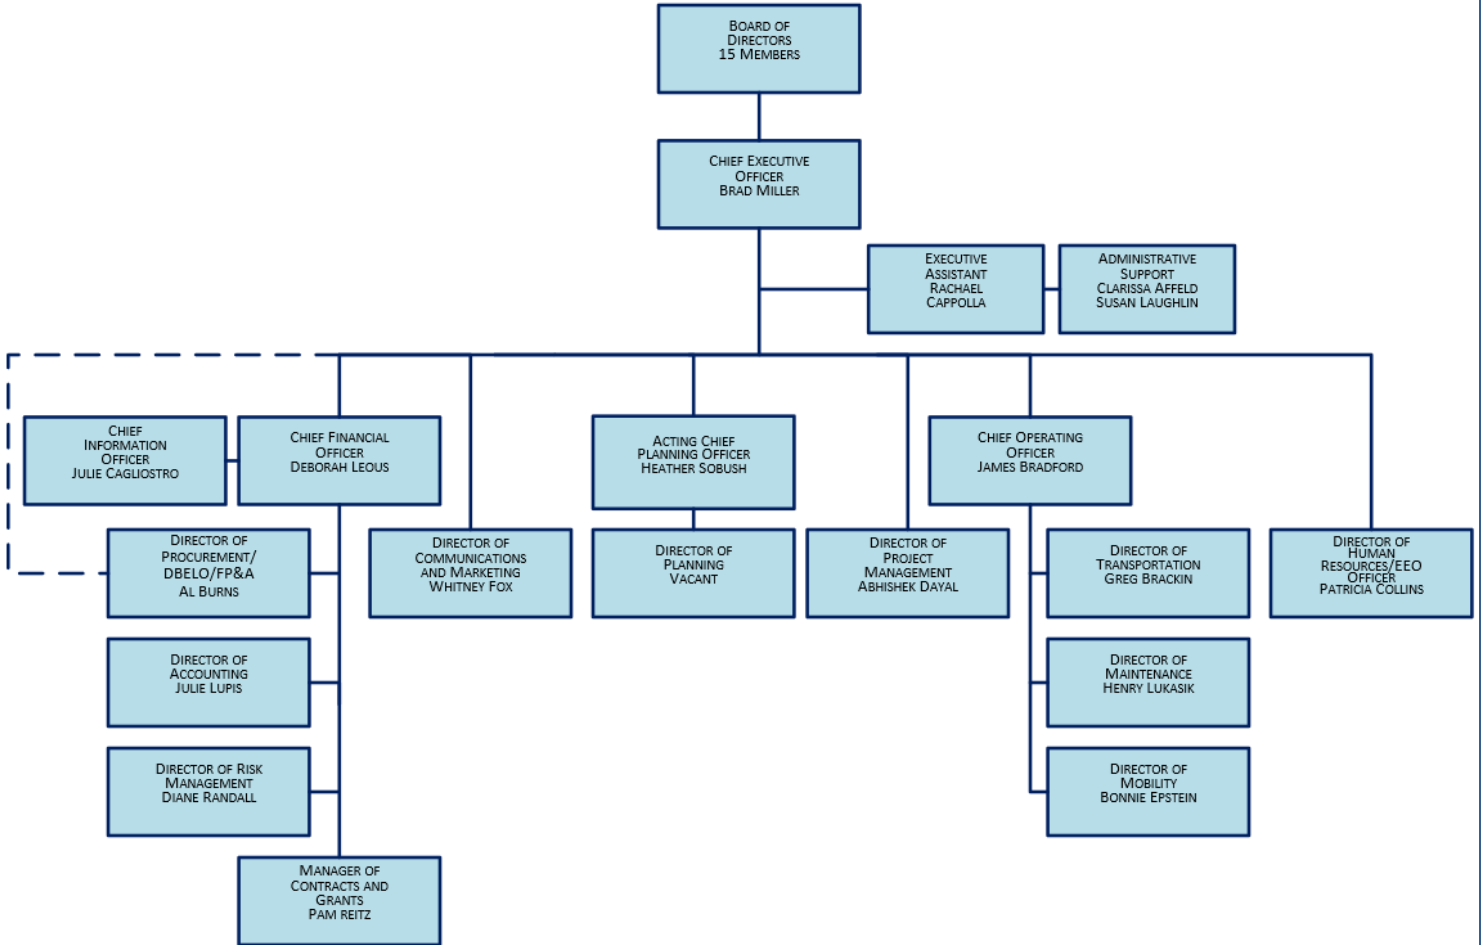 BOARD OF
DIRECTORS
15 MEMBERS
CHIEF EXECUTIVE
OFFICER
BRAD MILLER
EXECUTIVE
ASSISTANT
RACHAEL
CAPPOLLA
ADMINISTRATIVE
SUPPORT
CLARISSA AFFELD
SUSAN LAUGHLIN
CHIEF
INFORMATION
OFFICER
JULIE CAGLIOSTRO
CHIEF FINANCIAL
OFFICER
DEBORAH LEOUS
ACTING CHIEF
PLANNING OFFICER
HEATHER SOBUSH
CHIEF OPERATING
OFFICER
JAMES BRADFORD
DIRECTOR OF
PROCUREMENT/
DBELO/FP&A
AL BURNS
DIRECTOR OF
COMMUNICATIONS
AND MARKETING
WHITNEY FOX
DIRECTOR OF
PLANNING
VACANT
DIRECTOR OF
PROJECT
MANAGEMENT
ABHISHEK DAYAL
DIRECTOR OF
TRANSPORTATION
GREG BRACKIN
DIRECTOR OF
HUMAN
RESOURCES/EEO
OFFICER
PATRICIA COLLINS
DIRECTOR OF
ACCOUNTING
JULIE LUPIS
DIRECTOR OF
MAINTENANCE
HENRY LUKASIK
DIRECTOR OF RISK
MANAGEMENT
DIANE RANDALL
DIRECTOR OF
MOBILITY
BONNIE EPSTEIN
MANAGER OF
CONTRACTS AND
GRANTS
PAM REITZ